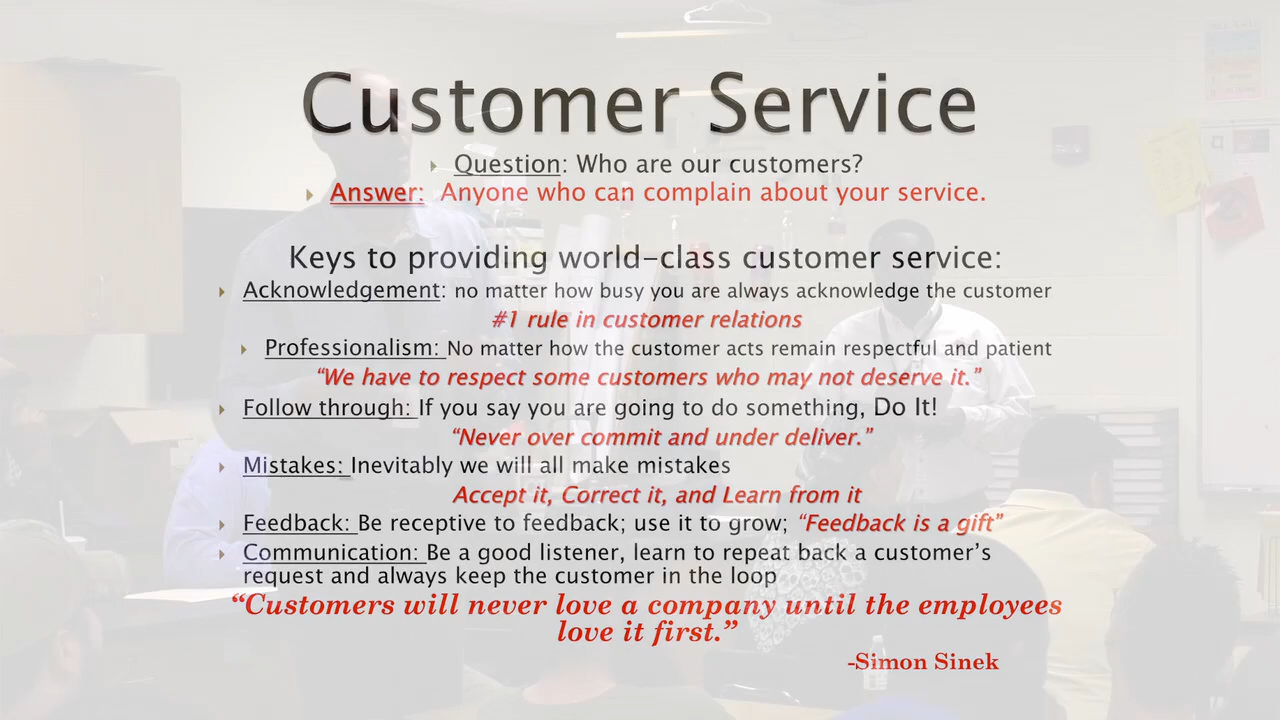 Customer Service
Question: Who are our customers?
Answer: Anyone who can complain about your service.
Keys to providing world-class customer service:
Acknowledgement: no matter how busy you are always acknowledge the customer
#1 rule in customer relations
Professionalism: No matter how the customer acts remain respectful and patient
“We have to respect some customers who may not deserve it.”
Follow through: If you say you are going to do something, Do It!
“Never over commit and under deliver.”
Mistakes: Inevitably we will all make mistakes
Accept it, Correct it, and Learn from it
Feedback: Be receptive to feedback; use it to grow; “Feedback is a gift”
Communication: Be a good listener, learn to repeat back a customer’s
request and always keep the customer in the loop
“Customers will never love a company until the employees
love it first.”
-Simon Sinek